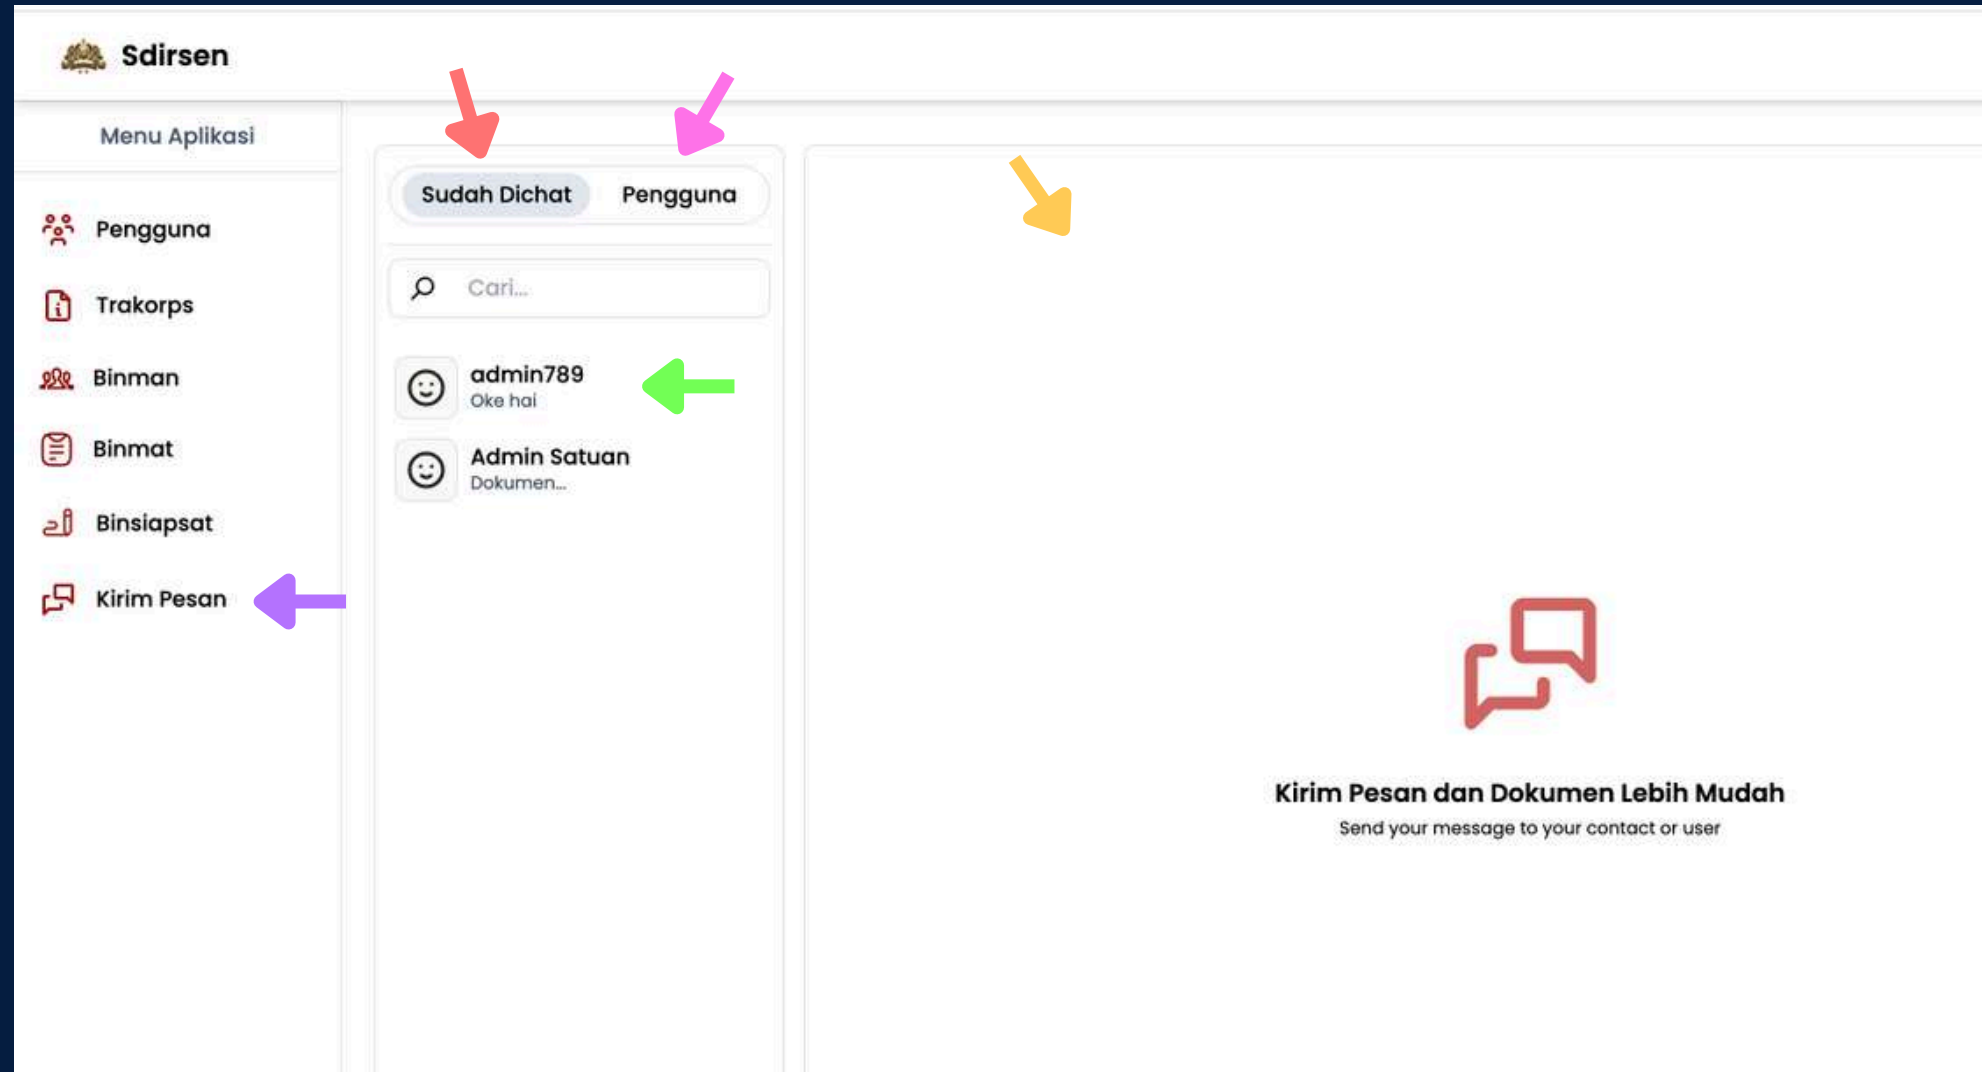 Sdirsen
Menu Aplikasi
Pengguna
Trakorps
Binman
Binmat
Binsiapsat
Kirim Pesan
Sudah Dichat Pengguna
Cari...
admin789
Oke hai
Admin Satuan
Dokumen...
Kirim Pesan dan Dokumen Lebih Mudah
Send your message to your contact or user